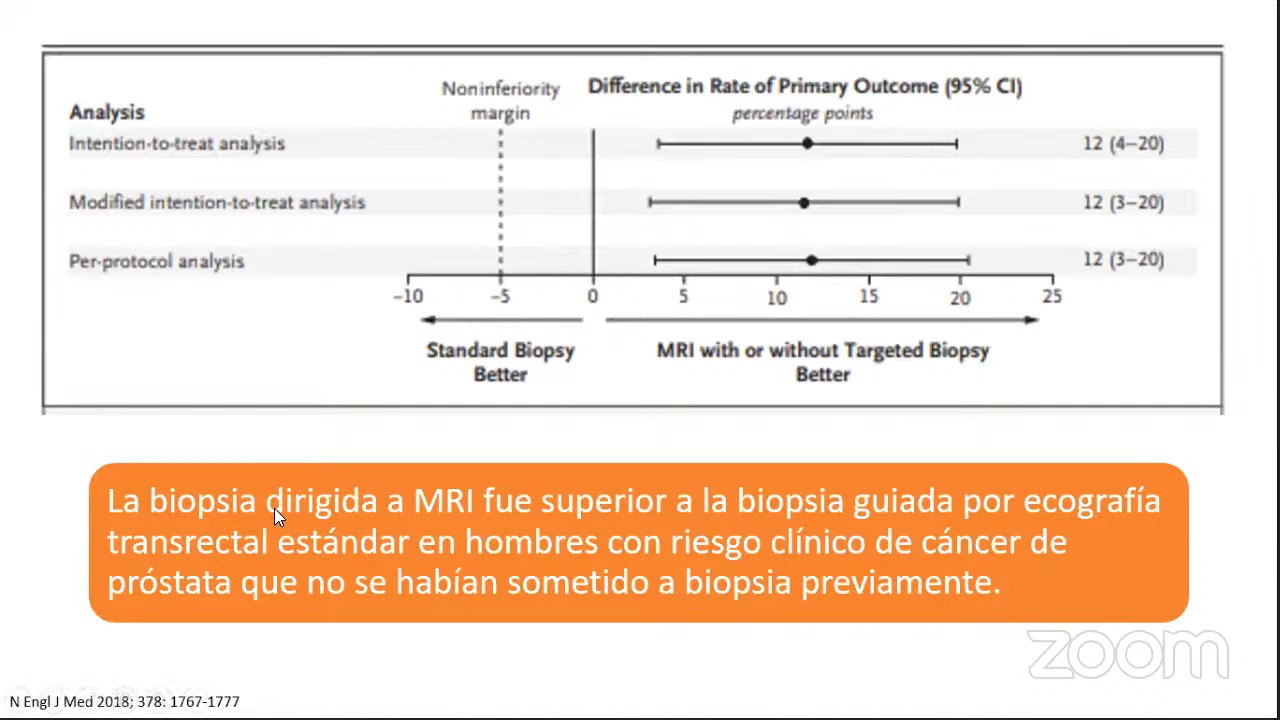 Noninferiority margin
Difference in Rate of Primary Outcome (95% CI)
percentage points
Analysis
Intention-to-treat analysis
12 (4–20)
Modified intention-to-treat analysis
12 (3–20)
Per-protocol analysis
12 (3–20)
−10 −5 0 5 10 15 20 25
Standard Biopsy
Better
MRI with or without Targeted Biopsy
Better
La biopsia dirigida a MRI fue superior a la biopsia guiada por ecografía
transrectal estándar en hombres con riesgo clínico de cáncer de
próstata que no se habían sometido a biopsia previamente.
zoom
N Engl J Med 2018; 378: 1767-1777